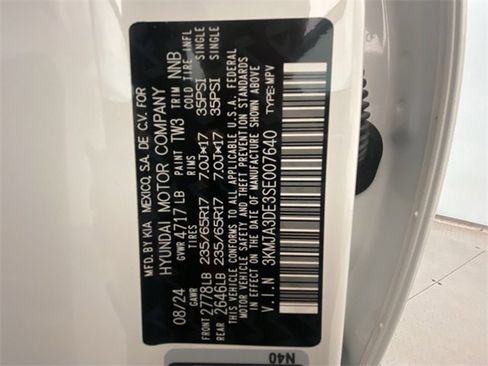 MFD.BY KIA MEXICO, S.A. DE C.V. FOR
HYUNDAI MOTOR COMPANY
08/24 GVWR 4717 LB PAINT TW3 TRIM NNB
TIRES RIMS COLD TIRE INFL
FRONT 2778LB 235/65R17 7.0J×17 35PSI SINGLE
REAR 2646LB 235/65R17 7.0J×17 35PSI SINGLE
THIS VEHICLE CONFORMS TO ALL APPLICABLE U.S.A. FEDERAL
MOTOR VEHICLE SAFETY AND THEFT PREVENTION STANDARDS
IN EFFECT ON THE DATE OF MANUFACTURE SHOWN ABOVE
V.I.N 3KMJA3DE3SE007640 TYPE:MPV
N40